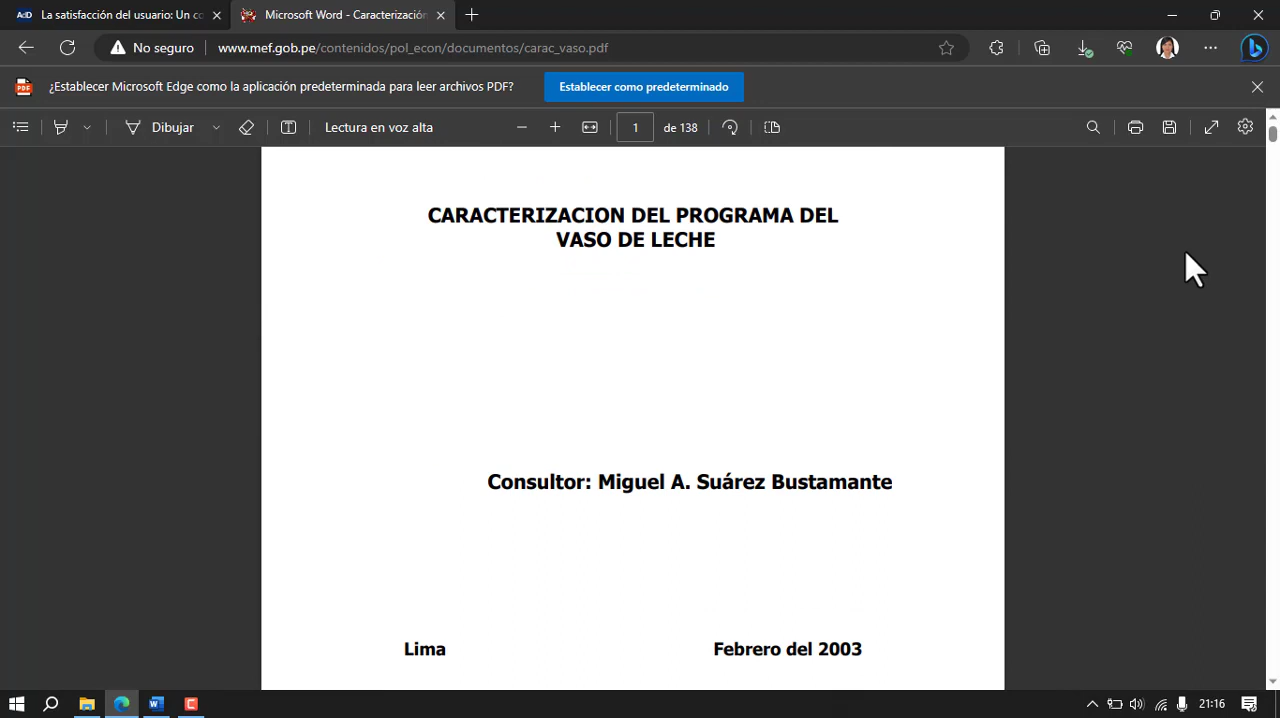 La satisfacción del usuario: Un co
Microsoft Word - Caracterización
No seguro
www.mef.gob.pe/contenidos/pol_econ/documentos/carac_vaso.pdf
PDF
¿Establecer Microsoft Edge como la aplicación predeterminada para leer archivos PDF?
Establecer como predeterminado
Dibujar
Lectura en voz alta
1 de 138
CARACTERIZACION DEL PROGRAMA DEL
VASO DE LECHE
Consultor: Miguel A. Suárez Bustamante
Lima Febrero del 2003
21:16